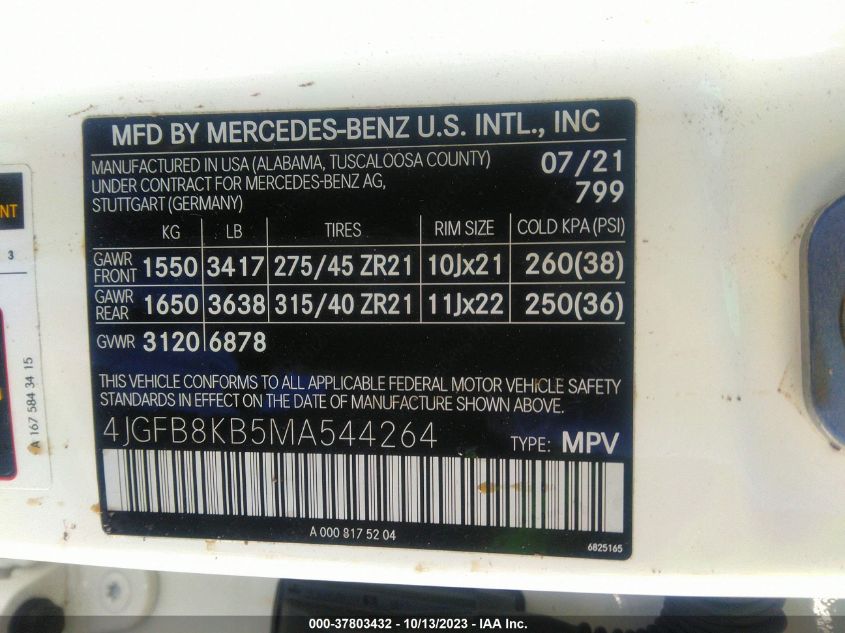 MFD BY MERCEDES-BENZ U.S. INTL., INC
MANUFACTURED IN USA (ALABAMA, TUSCALOOSA COUNTY) 07/21
UNDER CONTRACT FOR MERCEDES-BENZ AG, 799
STUTTGART (GERMANY)
KG LB TIRES RIM SIZE COLD KPA (PSI)
GAWR FRONT 1550 3417 275/45 ZR21 10Jx21 260(38)
GAWR REAR 1650 3638 315/40 ZR21 11Jx22 250(36)
GVWR 3120 6878
THIS VEHICLE CONFORMS TO ALL APPLICABLE FEDERAL MOTOR VEHICLE SAFETY
STANDARDS IN EFFECT ON THE DATE OF MANUFACTURE SHOWN ABOVE.
4JGFB8KB5MA544264 TYPE: MPV
A 000 817 52 04
6825165
NT
3
A 167 584 34 15
000-37803432 - 10/13/2023 - IAA Inc.